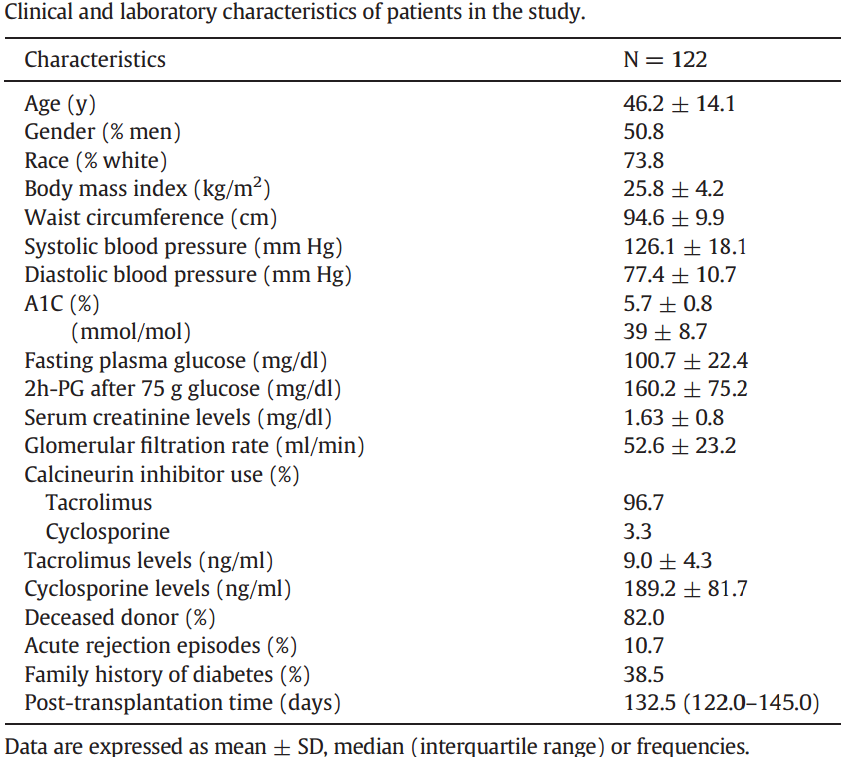 Clinical and laboratory characteristics of patients in the study.
Characteristics N = 122
Age (y) 46.2 ± 14.1
Gender (% men) 50.8
Race (% white) 73.8
Body mass index (kg/m²) 25.8 ± 4.2
Waist circumference (cm) 94.6 ± 9.9
Systolic blood pressure (mm Hg) 126.1 ± 18.1
Diastolic blood pressure (mm Hg) 77.4 ± 10.7
A1C (%) 5.7 ± 0.8
(mmol/mol) 39 ± 8.7
Fasting plasma glucose (mg/dl) 100.7 ± 22.4
2h-PG after 75 g glucose (mg/dl) 160.2 ± 75.2
Serum creatinine levels (mg/dl) 1.63 ± 0.8
Glomerular filtration rate (ml/min) 52.6 ± 23.2
Calcineurin inhibitor use (%)
Tacrolimus 96.7
Cyclosporine 3.3
Tacrolimus levels (ng/ml) 9.0 ± 4.3
Cyclosporine levels (ng/ml) 189.2 ± 81.7
Deceased donor (%) 82.0
Acute rejection episodes (%) 10.7
Family history of diabetes (%) 38.5
Post-transplantation time (days) 132.5 (122.0–145.0)
Data are expressed as mean ± SD, median (interquartile range) or frequencies.